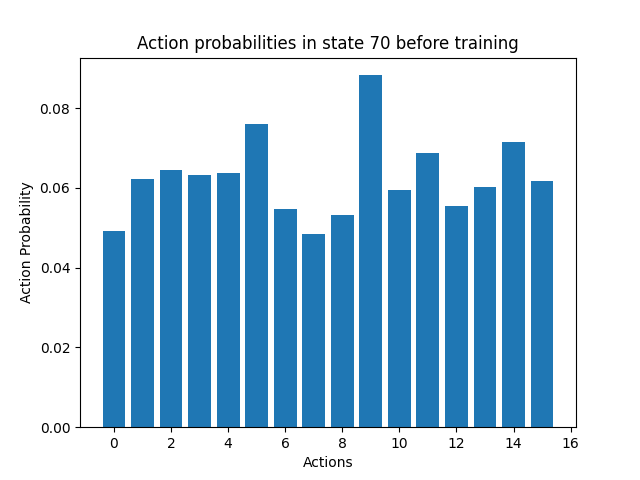 Action probabilities in state 70 before training
0.08
0.06
0.04
0.02
0.00
Action Probability
0 2 4 6 8 10 12 14 16
Actions